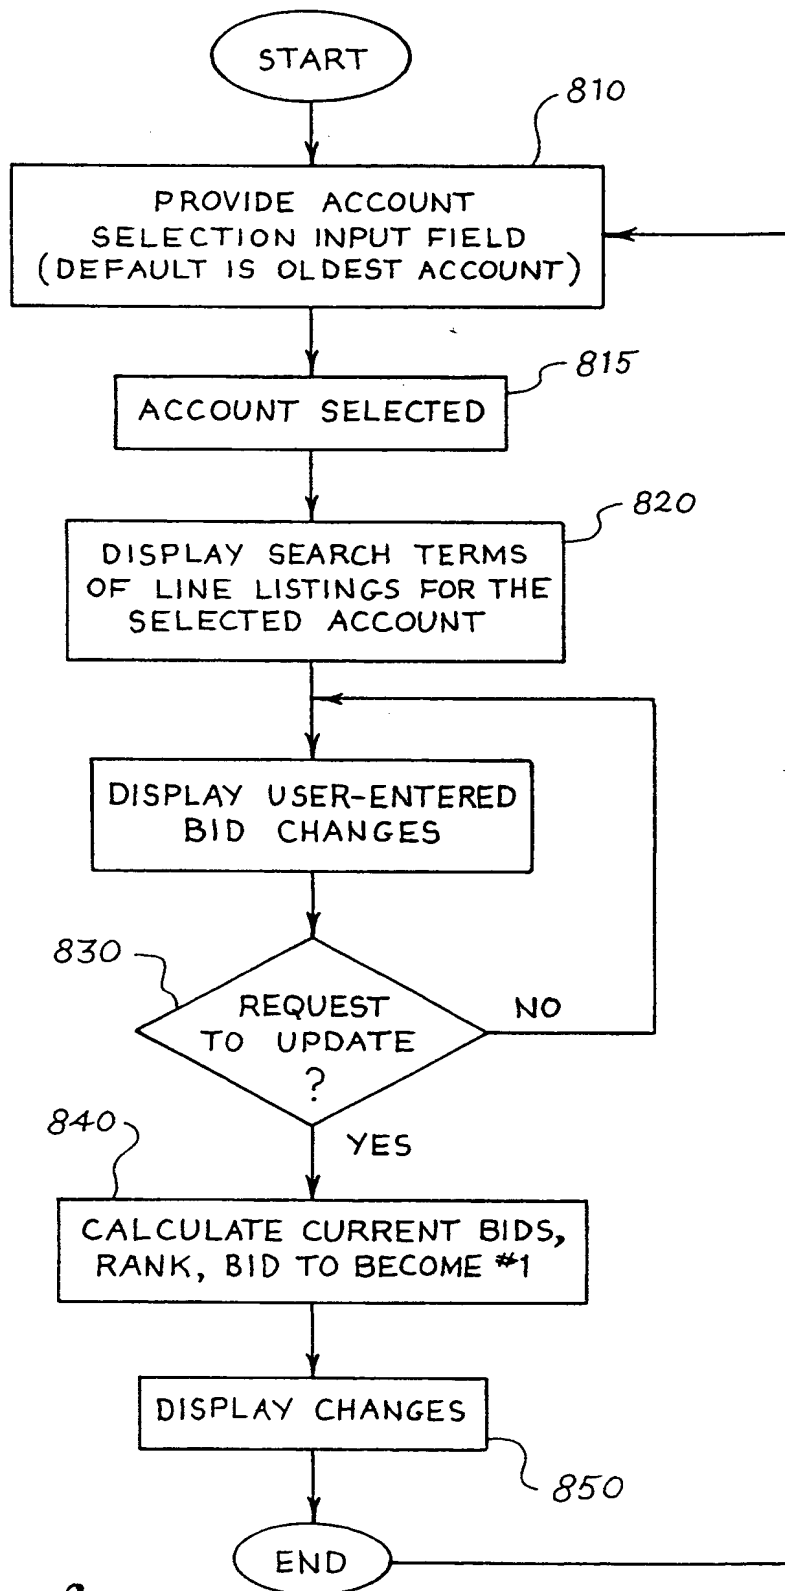 START
810
PROVIDE ACCOUNT
SELECTION INPUT FIELD
(DEFAULT IS OLDEST ACCOUNT)
815
ACCOUNT SELECTED
820
DISPLAY SEARCH TERMS
OF LINE LISTINGS FOR THE
SELECTED ACCOUNT
DISPLAY USER-ENTERED
BID CHANGES
830
REQUEST
TO UPDATE
?
NO
840
YES
CALCULATE CURRENT BIDS,
RANK, BID TO BECOME #1
DISPLAY CHANGES
850
END